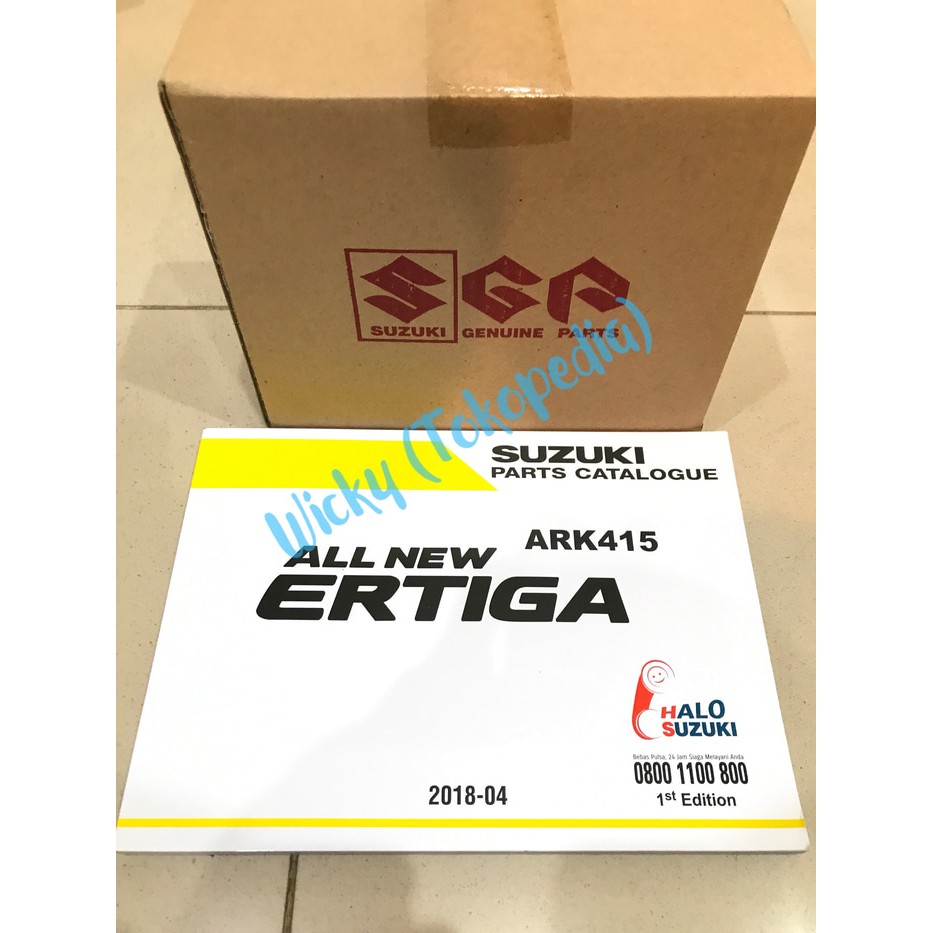 SUZUKI GENUINE PARTS
Wicky (Tokopedia)
SUZUKI
PARTS CATALOGUE
ARK415
ALL NEW
ERTIGA
HALO
SUZUKI
Bebas Pulsa, 24 Jam Siaga Melayani Anda
0800 1100 800
2018-04
1st Edition